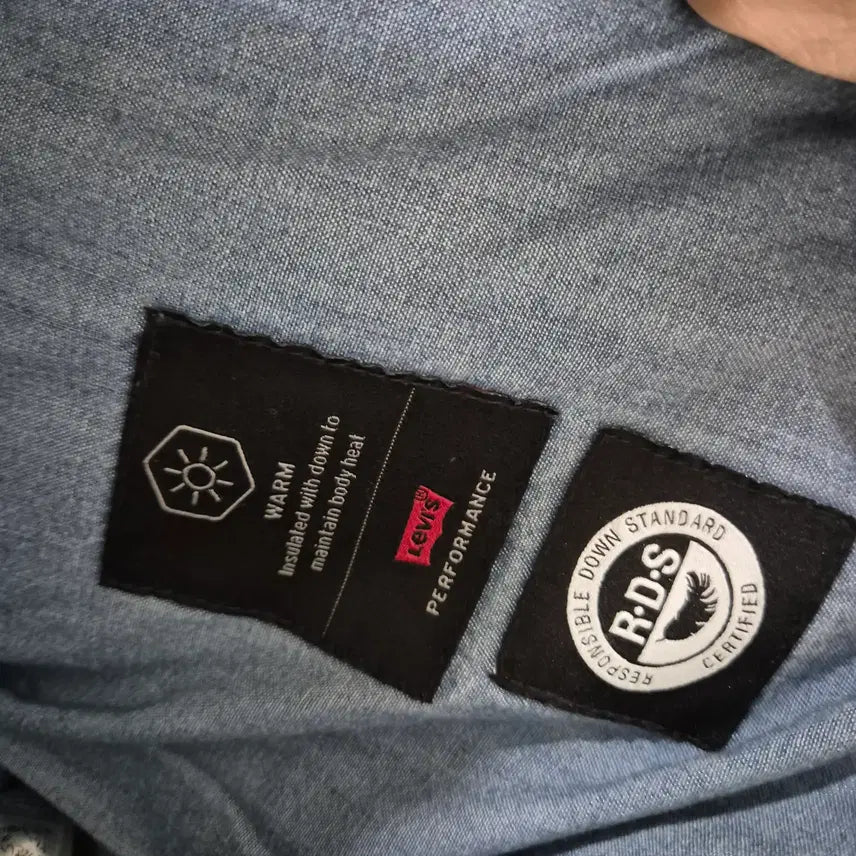 WARM
Insulated with down to
maintain body heat
Levi's®
PERFORMANCE
RESPONSIBLE DOWN STANDARD
R·D·S
CERTIFIED